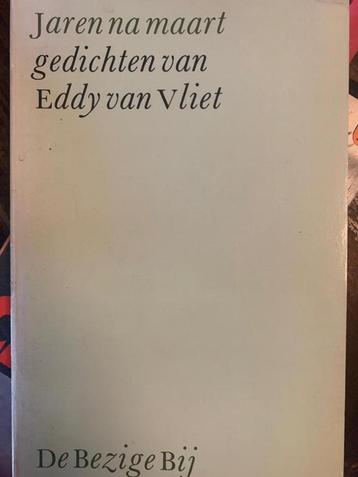 Jaren na maart
gedichten van
Eddy van Vliet
De Bezige Bij